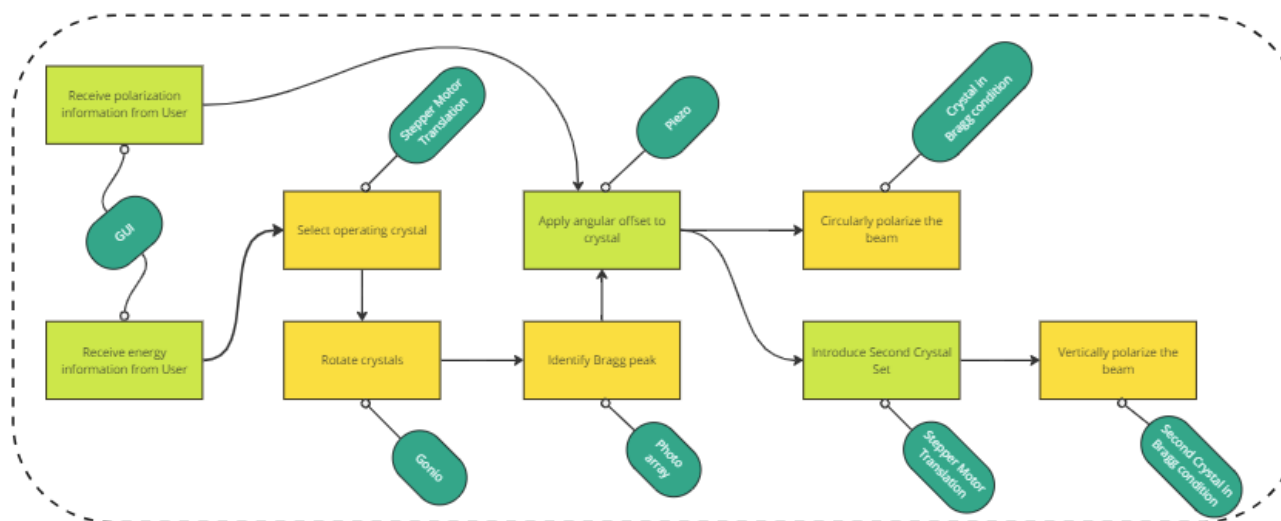 Receive polarization
information from User
Stepper Motor
Translation
Piezo
Crystal in
Bragg condition
GUI
Select operating crystal
Apply angular offset to
crystal
Circularly polarize the
beam
Receive energy
information from User
Rotate crystals
Identify Bragg peak
Introduce Second Crystal
Set
Vertically polarize the
beam
Gonio
Photo
array
Stepper Motor
Translation
Second Crystal in
Bragg condition